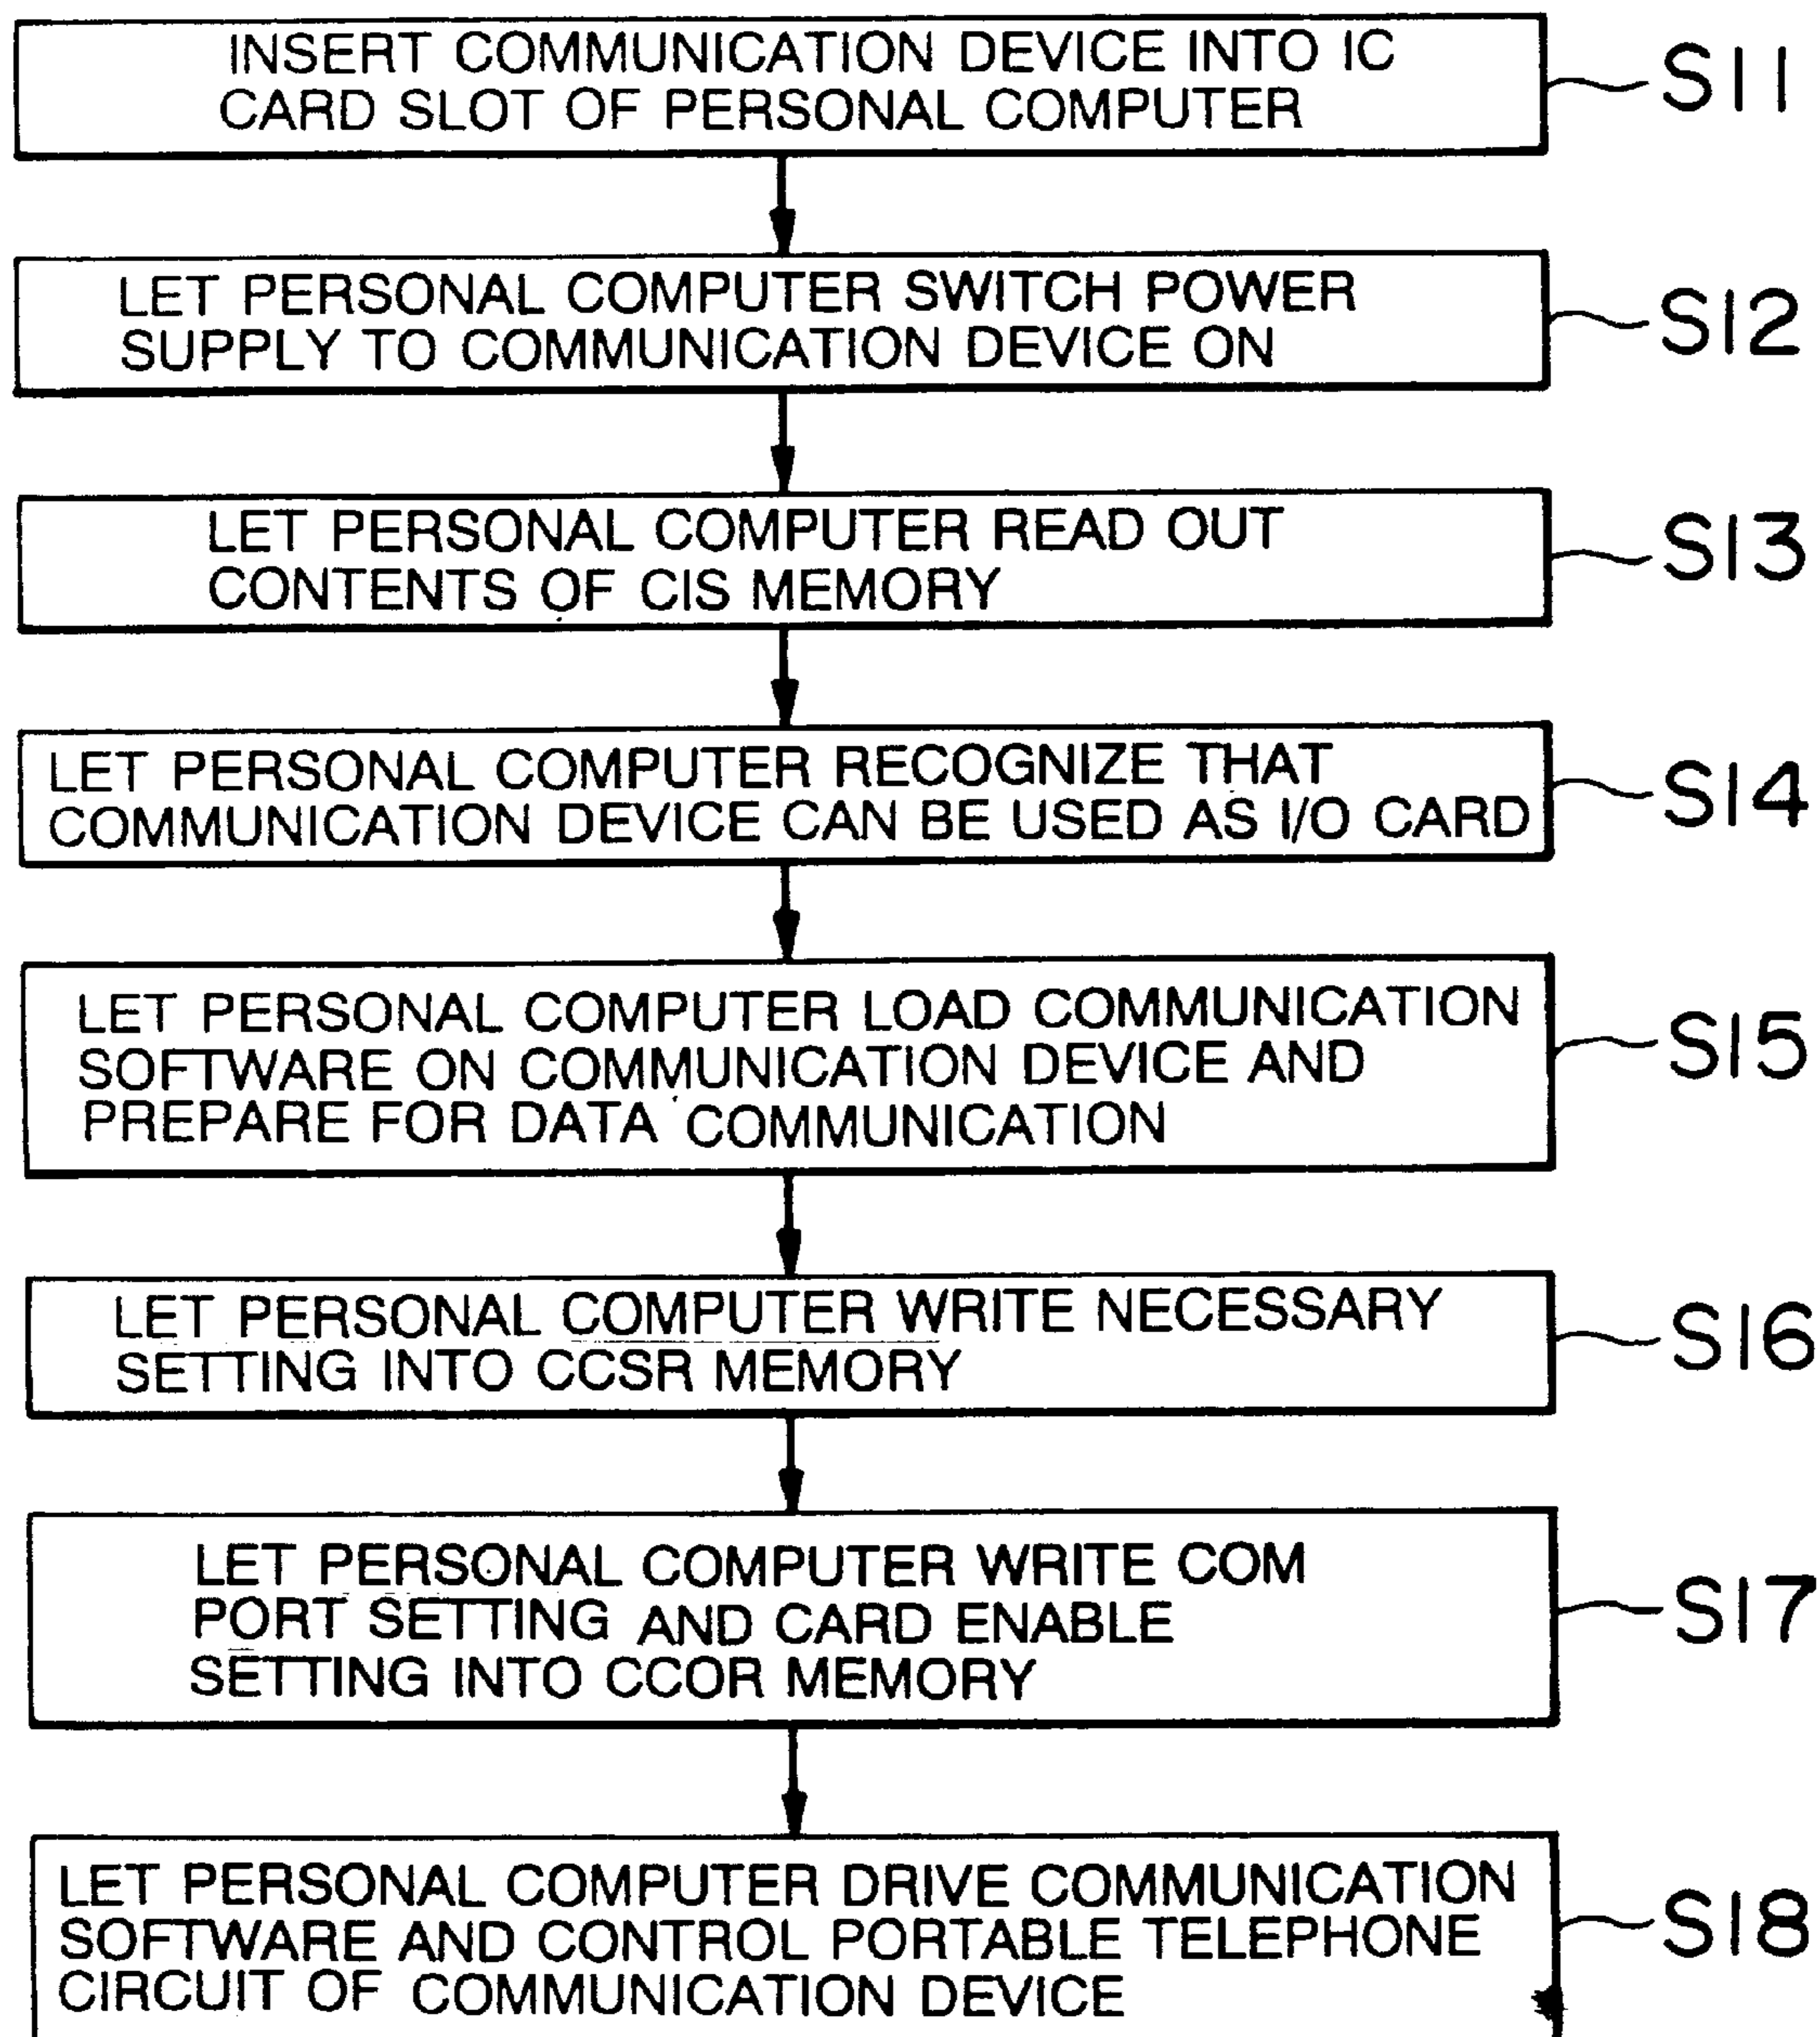 INSERT COMMUNICATION DEVICE INTO IC
CARD SLOT OF PERSONAL COMPUTER
S11
LET PERSONAL COMPUTER SWITCH POWER
SUPPLY TO COMMUNICATION DEVICE ON
S12
LET PERSONAL COMPUTER READ OUT
CONTENTS OF CIS MEMORY
S13
LET PERSONAL COMPUTER RECOGNIZE THAT
COMMUNICATION DEVICE CAN BE USED AS I/O CARD
S14
LET PERSONAL COMPUTER LOAD COMMUNICATION
SOFTWARE ON COMMUNICATION DEVICE AND
PREPARE FOR DATA COMMUNICATION
S15
LET PERSONAL COMPUTER WRITE NECESSARY
SETTING INTO CCSR MEMORY
S16
LET PERSONAL COMPUTER WRITE COM
PORT SETTING AND CARD ENABLE
SETTING INTO CCOR MEMORY
S17
LET PERSONAL COMPUTER DRIVE COMMUNICATION
SOFTWARE AND CONTROL PORTABLE TELEPHONE
CIRCUIT OF COMMUNICATION DEVICE
S18